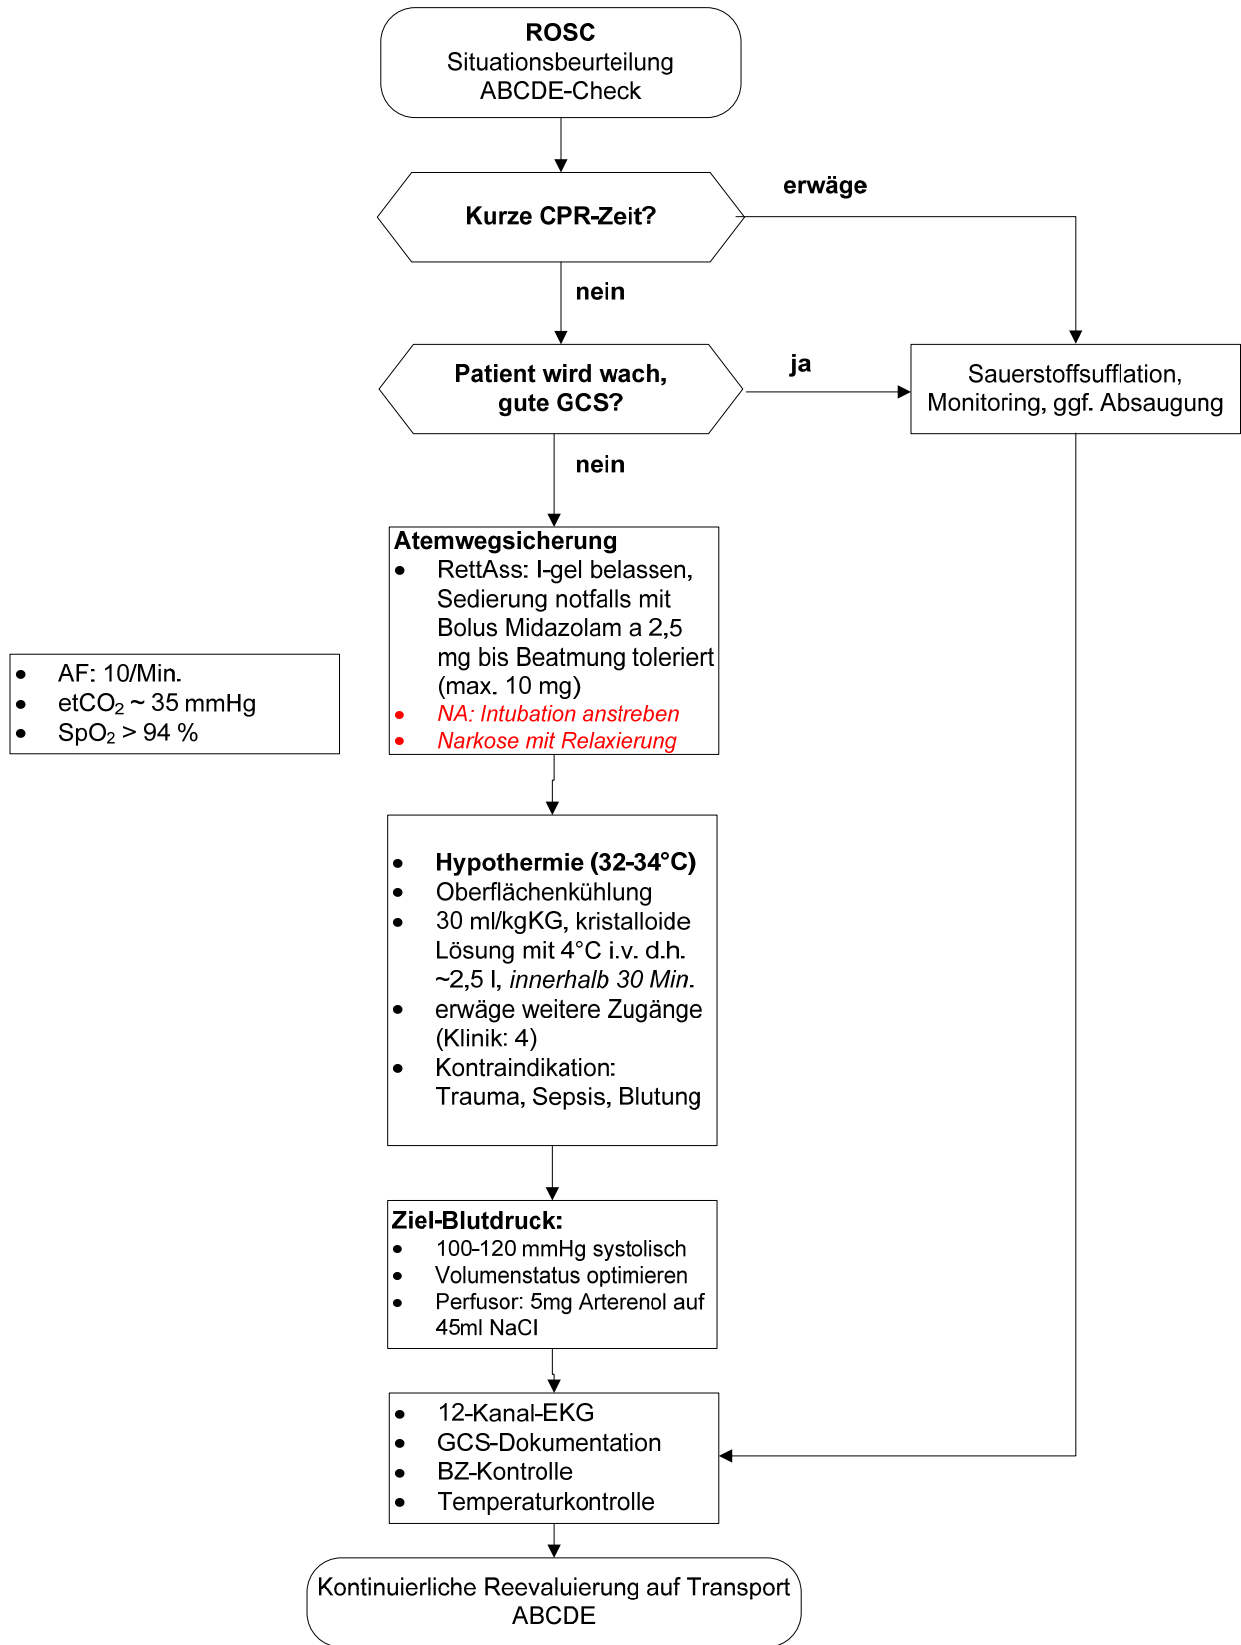 ROSC
Situationsbeurteilung
ABCDE-Check
erwäge
Kurze CPR-Zeit?
nein
Patient wird wach,
gute GCS?
ja
Sauerstoffsufflation,
Monitoring, ggf. Absaugung
nein
Atemwegsicherung
• RettAss: I-gel belassen,
Sedierung notfalls mit
Bolus Midazolam a 2,5
mg bis Beatmung toleriert
(max. 10 mg)
• NA: Intubation anstreben
• Narkose mit Relaxierung
• AF: 10/Min.
• etCO₂ ~ 35 mmHg
• SpO₂ > 94 %
• Hypothermie (32-34°C)
• Oberflächenkühlung
• 30 ml/kgKG, kristalloide
Lösung mit 4°C i.v. d.h.
~2,5 l, innerhalb 30 Min.
• erwäge weitere Zugänge
(Klinik: 4)
• Kontraindikation:
Trauma, Sepsis, Blutung
Ziel-Blutdruck:
• 100-120 mmHg systolisch
• Volumenstatus optimieren
• Perfusor: 5mg Arterenol auf
45ml NaCl
• 12-Kanal-EKG
• GCS-Dokumentation
• BZ-Kontrolle
• Temperaturkontrolle
Kontinuierliche Reevaluierung auf Transport
ABCDE